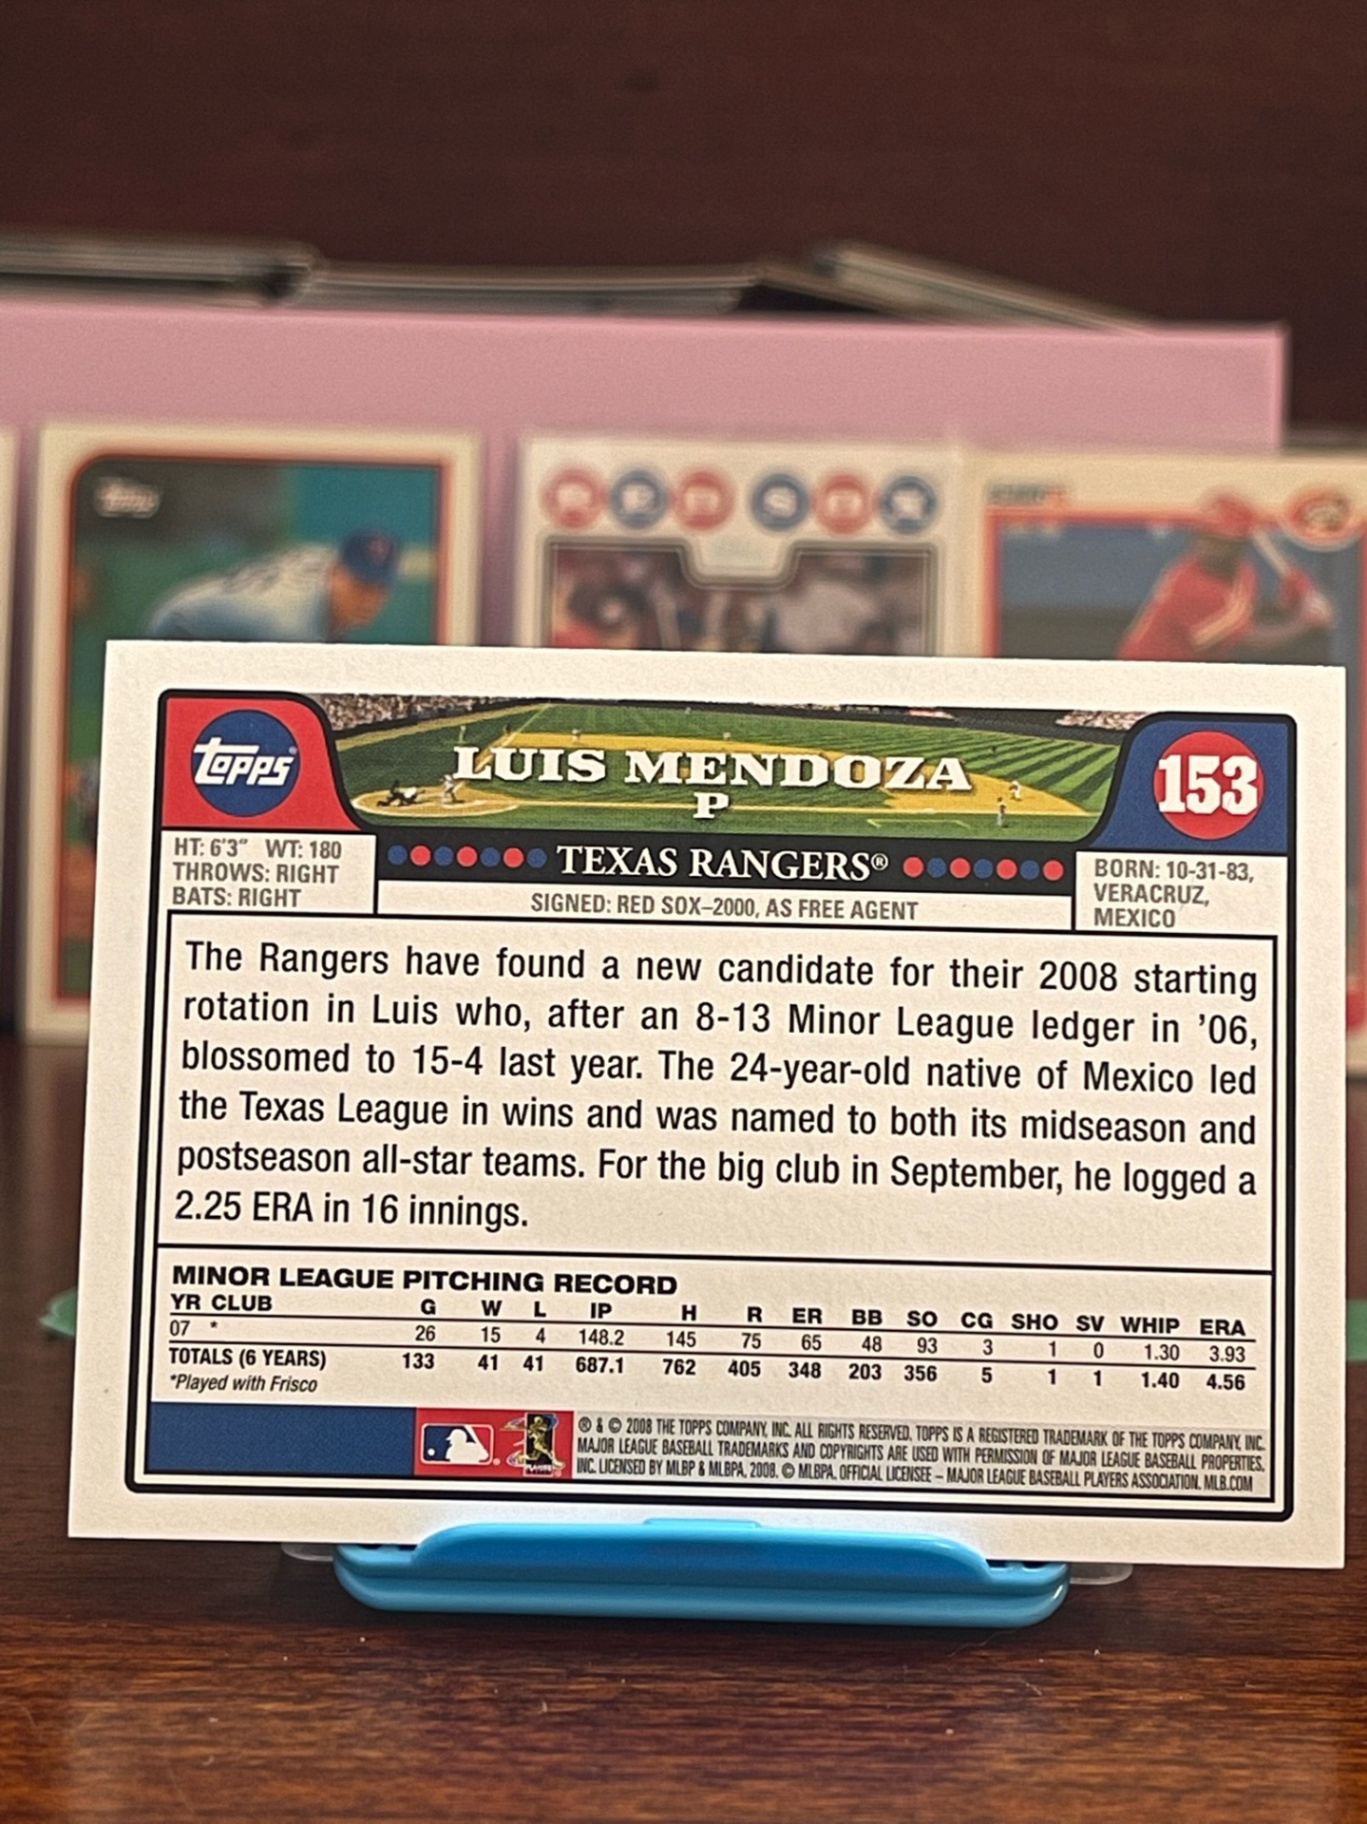 Topps
RED SOX
topps
LUIS MENDOZA
P
153
HT: 6'3" WT: 180
THROWS: RIGHT
BATS: RIGHT
TEXAS RANGERS®
SIGNED: RED SOX–2000, AS FREE AGENT
BORN: 10-31-83,
VERACRUZ,
MEXICO
The Rangers have found a new candidate for their 2008 starting
rotation in Luis who, after an 8-13 Minor League ledger in ’06,
blossomed to 15-4 last year. The 24-year-old native of Mexico led
the Texas League in wins and was named to both its midseason and
postseason all-star teams. For the big club in September, he logged a
2.25 ERA in 16 innings.
MINOR LEAGUE PITCHING RECORD
YR CLUB G W L IP H R ER BB SO CG SHO SV WHIP ERA
07 * 26 15 4 148.2 145 75 65 48 93 3 1 0 1.30 3.93
TOTALS (6 YEARS) 133 41 41 687.1 762 405 348 203 356 5 1 1 1.40 4.56
*Played with Frisco
® & © 2008 THE TOPPS COMPANY, INC. ALL RIGHTS RESERVED. TOPPS IS A REGISTERED TRADEMARK OF THE TOPPS COMPANY, INC.
MAJOR LEAGUE BASEBALL TRADEMARKS AND COPYRIGHTS ARE USED WITH PERMISSION OF MAJOR LEAGUE BASEBALL PROPERTIES,
INC. LICENSED BY MLBP & MLBPA, 2008. © MLBPA. OFFICIAL LICENSEE – MAJOR LEAGUE BASEBALL PLAYERS ASSOCIATION. MLB.COM